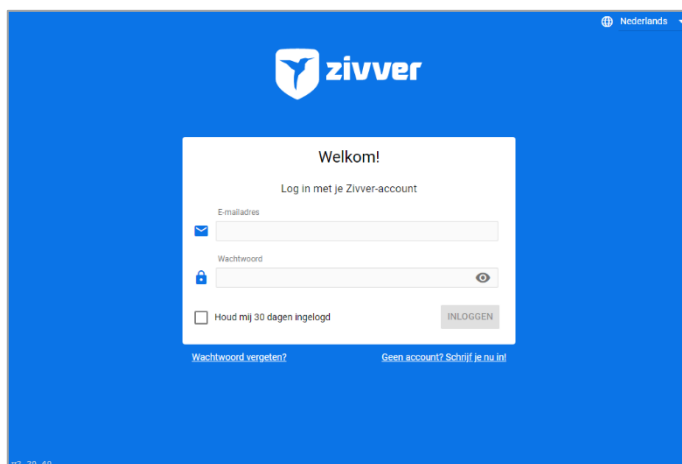 Nederlands
zivver
Welkom!
Log in met je Zivver-account
E-mailadres
Wachtwoord
Houd mij 30 dagen ingelogd
INLOGGEN
Wachtwoord vergeten?
Geen account? Schrijf je nu in!